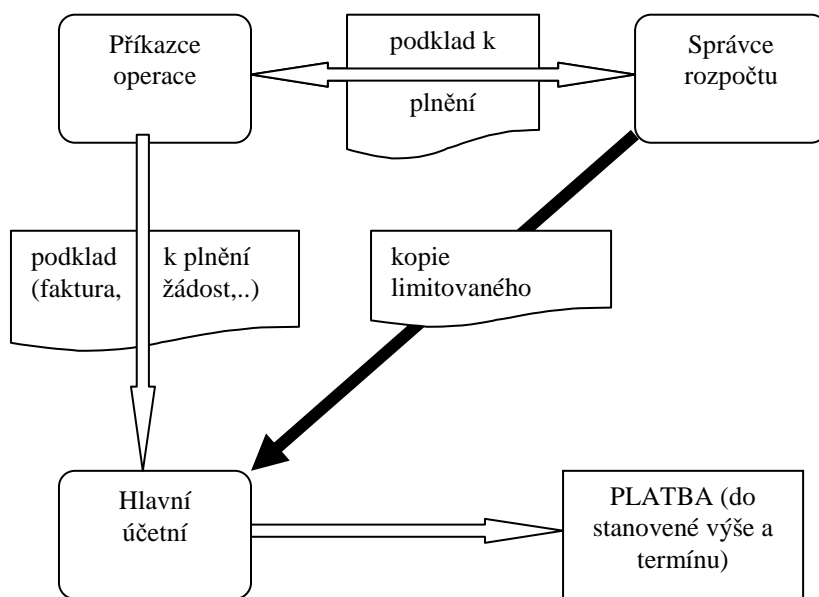 Příkazce
operace
podklad k
plnění
Správce
rozpočtu
podklad k plnění
(faktura, žádost,..)
kopie
limitovaného
Hlavní
účetní
PLATBA (do
stanovené výše a
termínu)